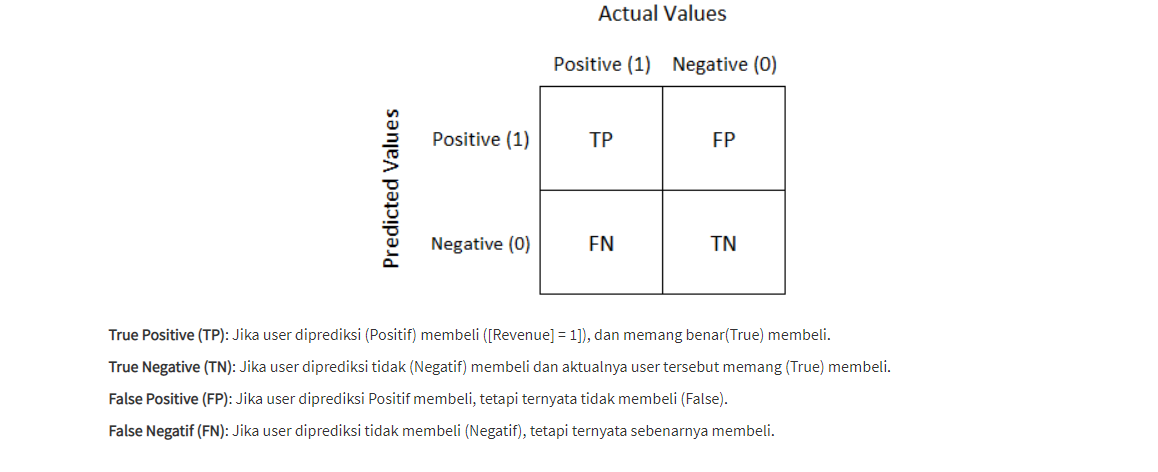 Actual Values
Positive (1) Negative (0)
Predicted Values
Positive (1) TP FP
Negative (0) FN TN
True Positive (TP): Jika user diprediksi (Positif) membeli ([Revenue] = 1]), dan memang benar(True) membeli.
True Negative (TN): Jika user diprediksi tidak (Negatif) membeli dan aktualnya user tersebut memang (True) membeli.
False Positive (FP): Jika user diprediksi Positif membeli, tetapi ternyata tidak membeli (False).
False Negatif (FN): Jika user diprediksi tidak membeli (Negatif), tetapi ternyata sebenarnya membeli.